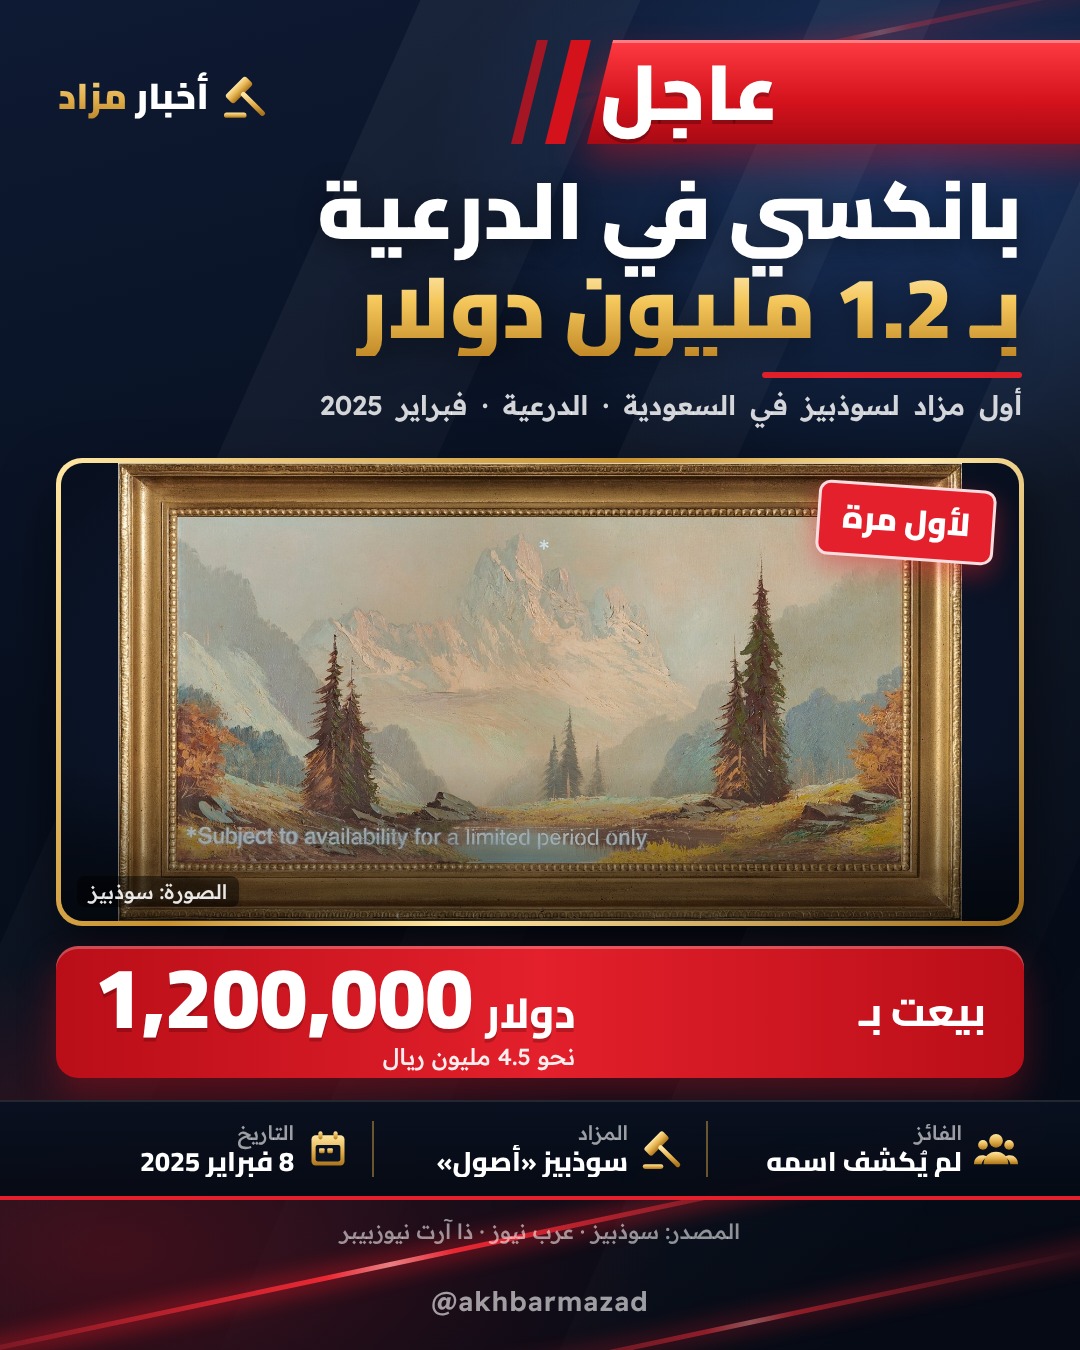 عاجل
أخبار مزاد
بانكسي في الدرعية
بـ 1.2 مليون دولار
أول مزاد لسوذبيز في السعودية · الدرعية · فبراير 2025
لأول مرة
*
*Subject to availability for a limited period only
الصورة: سوذبيز
بيعت بـ
1,200,000 دولار
نحو 4.5 مليون ريال
الفائز
لم يُكشف اسمه
المزاد
سوذبيز «أصول»
التاريخ
8 فبراير 2025
المصدر: سوذبيز · عرب نيوز · ذا آرت نيوزبيبر
@akhbarmazad